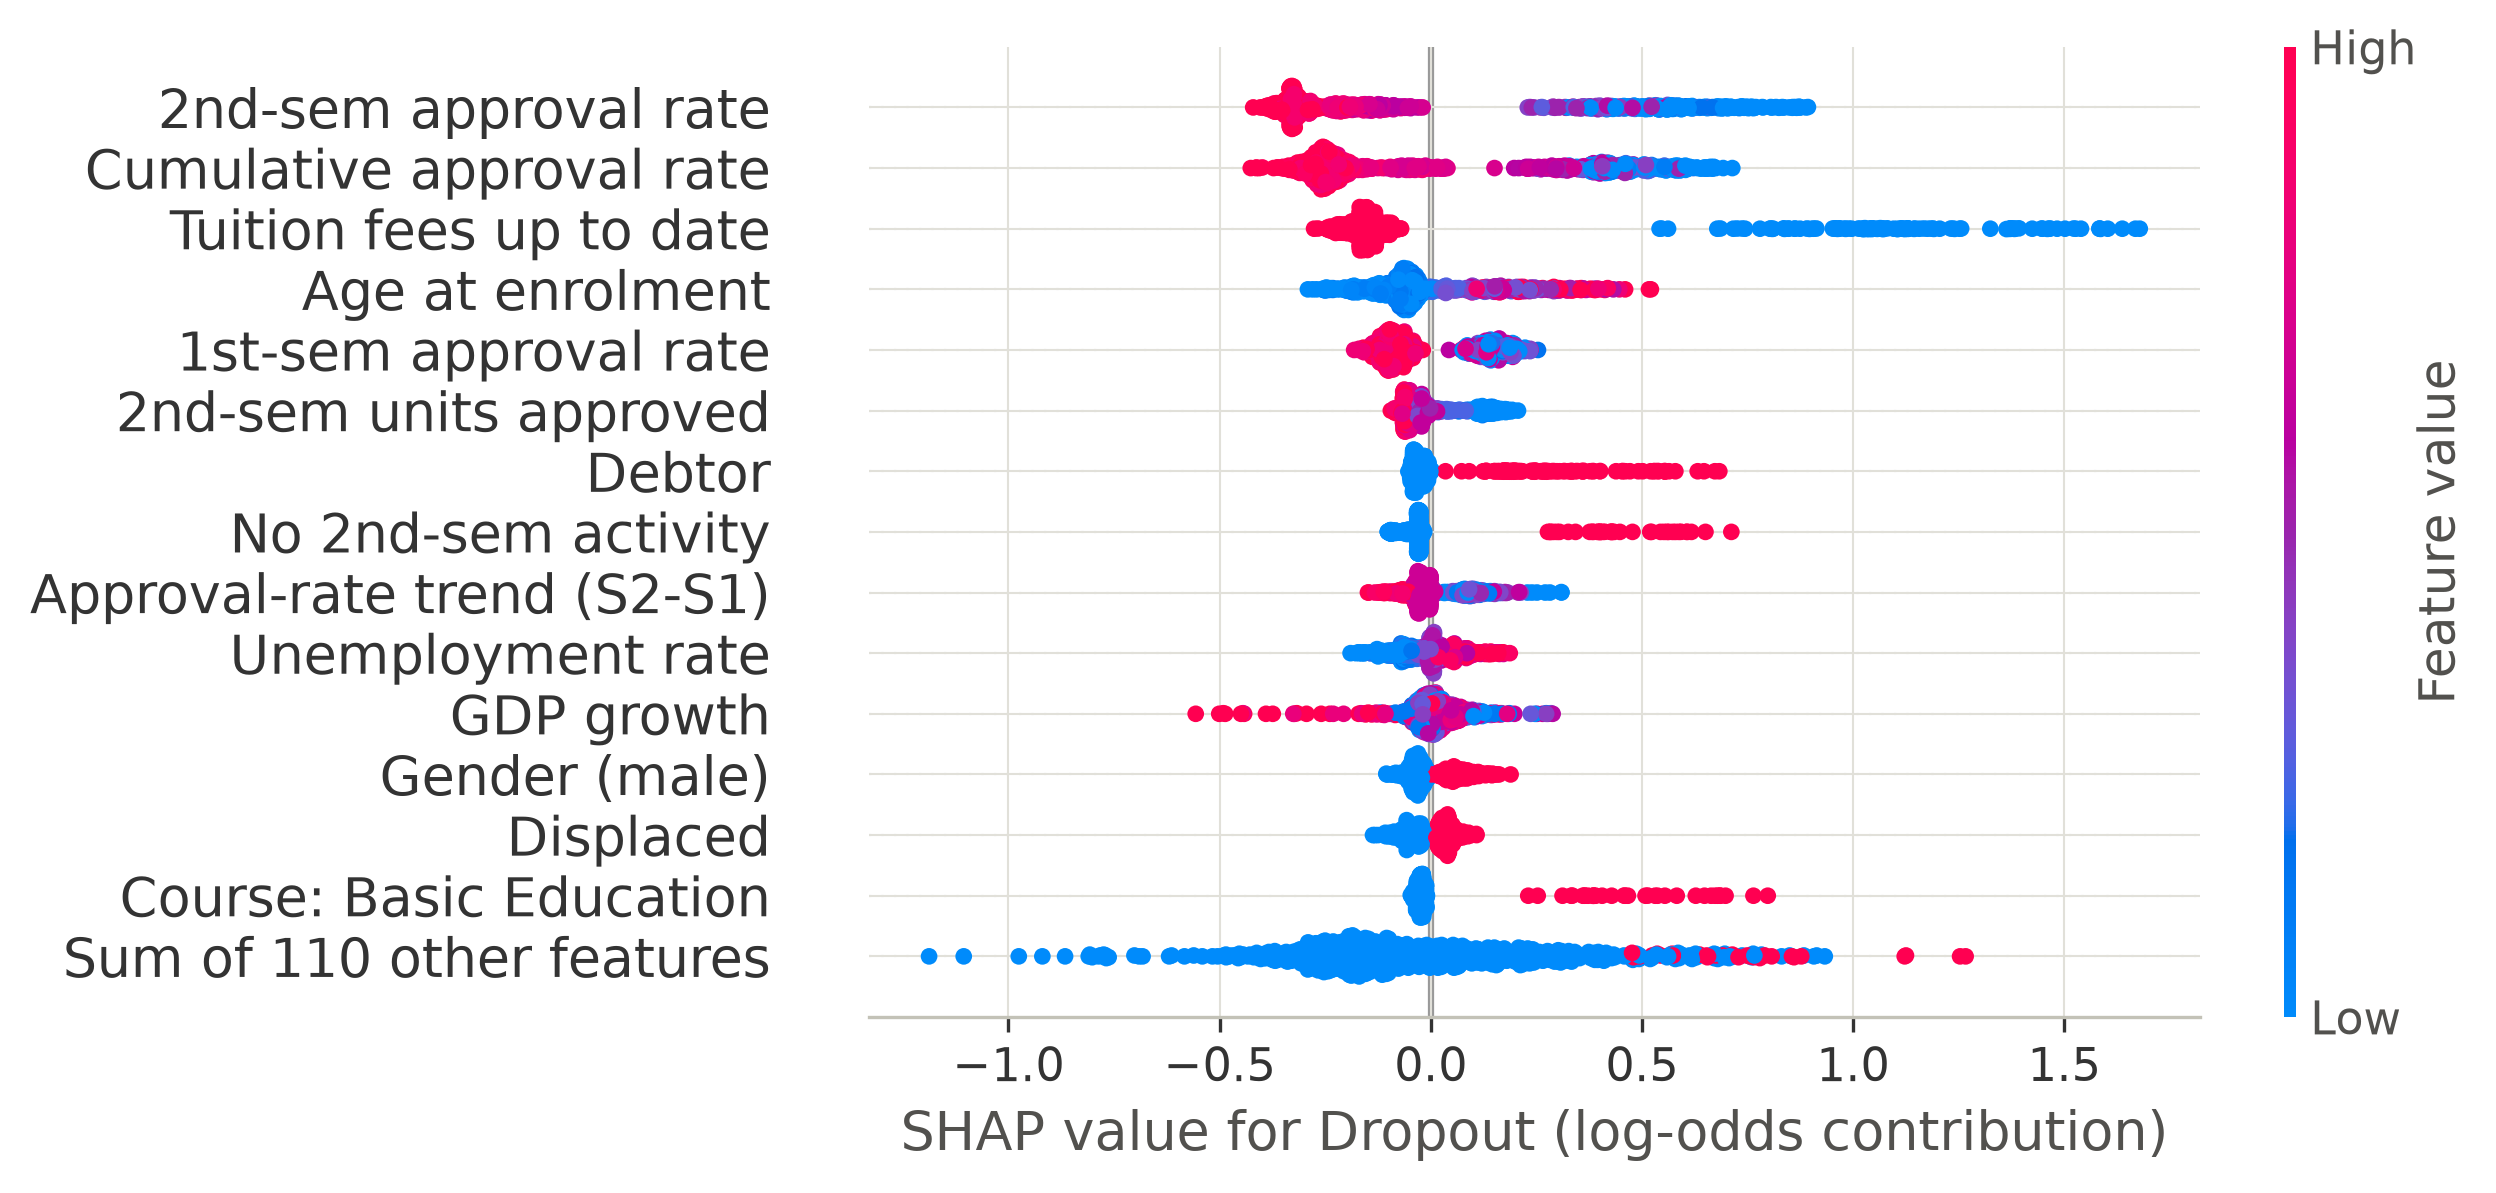 High
2nd-sem approval rate
Cumulative approval rate
Tuition fees up to date
Age at enrolment
1st-sem approval rate
2nd-sem units approved
Debtor
No 2nd-sem activity
Approval-rate trend (S2-S1)
Unemployment rate
GDP growth
Gender (male)
Displaced
Course: Basic Education
Sum of 110 other features
Feature value
Low
−1.0 −0.5 0.0 0.5 1.0 1.5
SHAP value for Dropout (log-odds contribution)